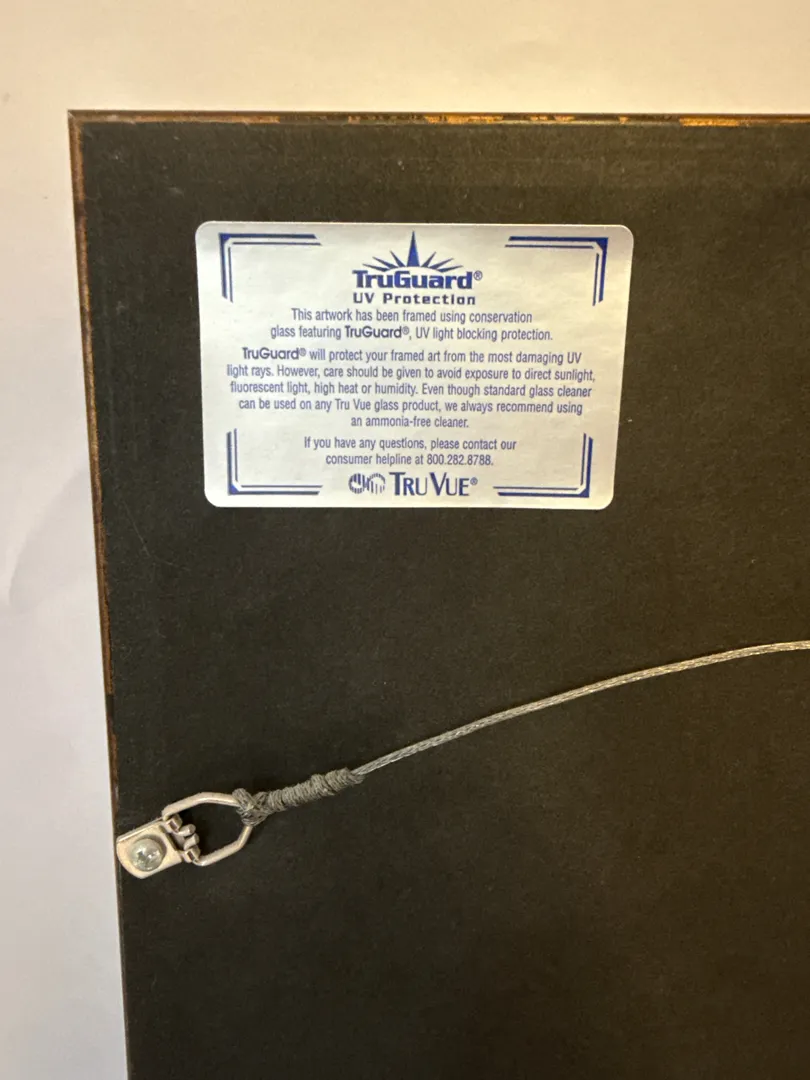 TruGuard®
UV Protection
This artwork has been framed using conservation
glass featuring TruGuard®, UV light blocking protection.
TruGuard® will protect your framed art from the most damaging UV
light rays. However, care should be given to avoid exposure to direct sunlight,
fluorescent light, high heat or humidity. Even though standard glass cleaner
can be used on any Tru Vue glass product, we always recommend using
an ammonia-free cleaner.
If you have any questions, please contact our
consumer helpline at 800.282.8788.
TRU VUE®